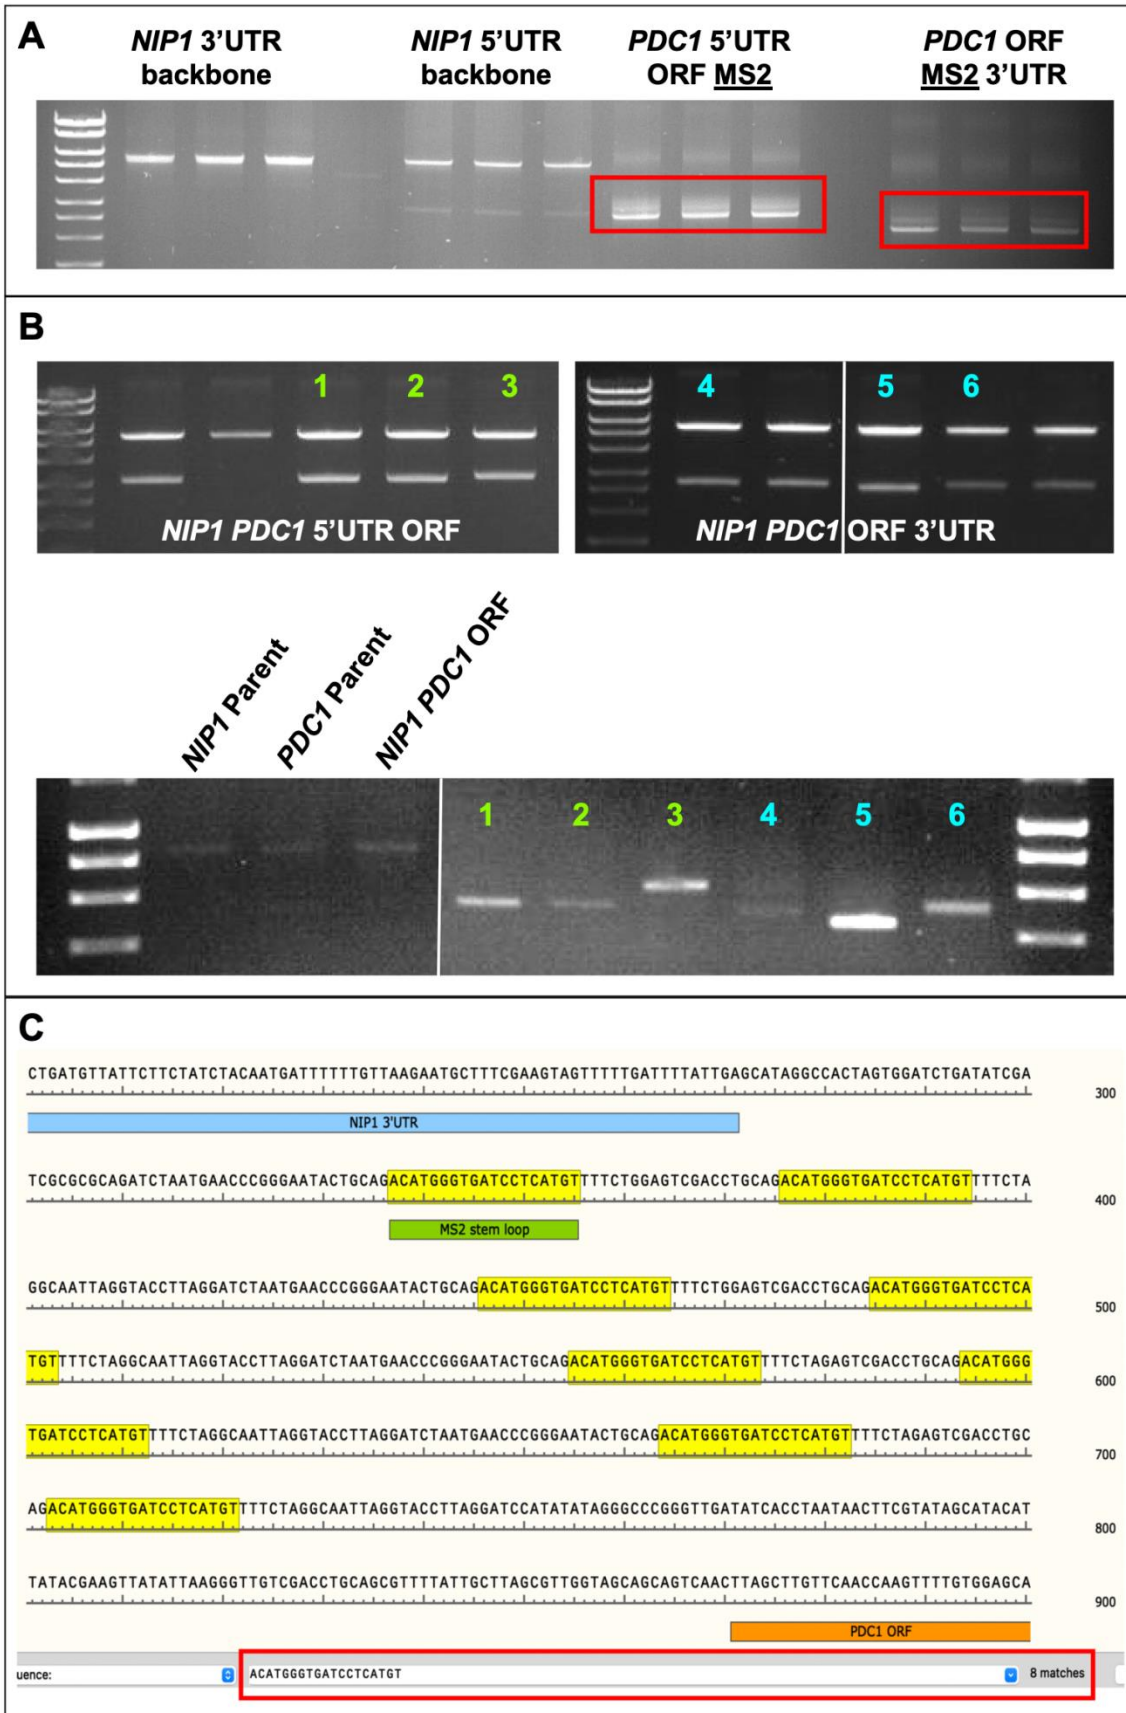 A
NIP1 3’UTR
backbone
NIP1 5’UTR
backbone
PDC1 5’UTR
ORF MS2
PDC1 ORF
MS2 3’UTR
B
1 2 3
NIP1 PDC1 5’UTR ORF
4 5 6
NIP1 PDC1 ORF 3’UTR
NIP1 Parent
PDC1 Parent
NIP1 PDC1 ORF
1 2 3 4 5 6
C
CTGATGTTATTCTTCTATCTACAATGATTTTTTGTTAAGAATGCTTTCGAAGTAGTTTTTGATTTTATTGAGCATAGGCCACTAGTGGATCTGATATCGA
300
NIP1 3'UTR
TCGCGCGCAGATCTAATGAACCCGGGAATACTGCAGACATGGGTGATCCTCATGTTTTCTGGAGTCGACCTGCAGACATGGGTGATCCTCATGTTTTCTA
400
MS2 stem loop
GGCAATTAGGTACCTTAGGATCTAATGAACCCGGGAATACTGCAGACATGGGTGATCCTCATGTTTTCTGGAGTCGACCTGCAGACATGGGTGATCCTCA
500
TGTTTTCTAGGCAATTAGGTACCTTAGGATCTAATGAACCCGGGAATACTGCAGACATGGGTGATCCTCATGTTTTCTAGAGTCGACCTGCAGACATGGG
600
TGATCCTCATGTTTTCTAGGCAATTAGGTACCTTAGGATCTAATGAACCCGGGAATACTGCAGACATGGGTGATCCTCATGTTTTCTAGAGTCGACCTGC
700
AGACATGGGTGATCCTCATGTTTTCTAGGCAATTAGGTACCTTAGGATCCATATATAGGGCCCGGGTTGATATCACCTAATAACTTCGTATAGCATACAT
800
TATACGAAGTTATATTAAGGGTTGTCGACCTGCAGCGTTTTATTGCTTAGCGTTGGTAGCAGCAGTCAACTTAGCTTGTTCAACCAAGTTTTGTGGAGCA
900
PDC1 ORF
uence:
ACATGGGTGATCCTCATGT
8 matches